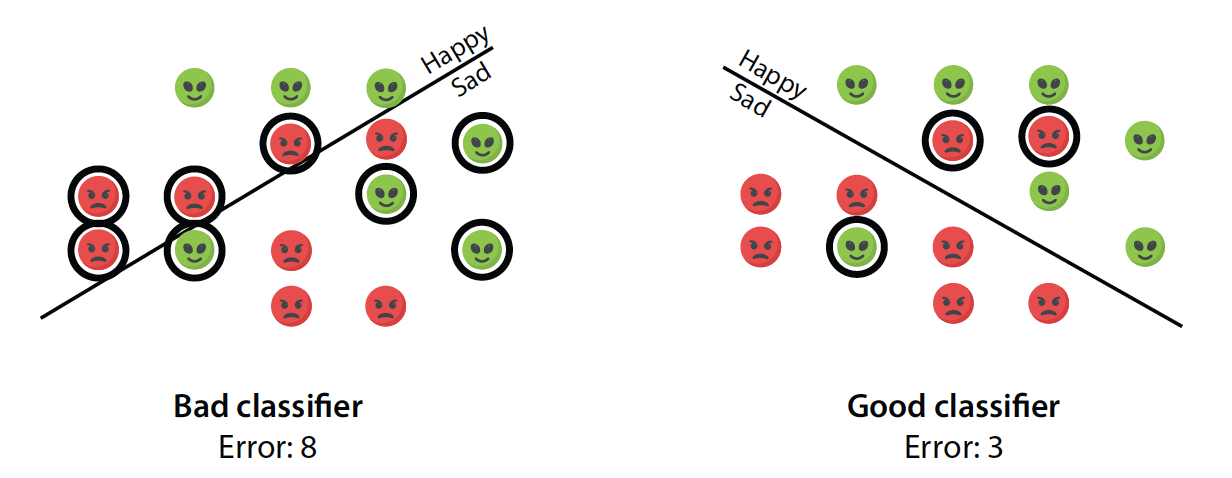 Happy
Sad
Happy
Sad
Bad classifier
Error: 8
Good classifier
Error: 3